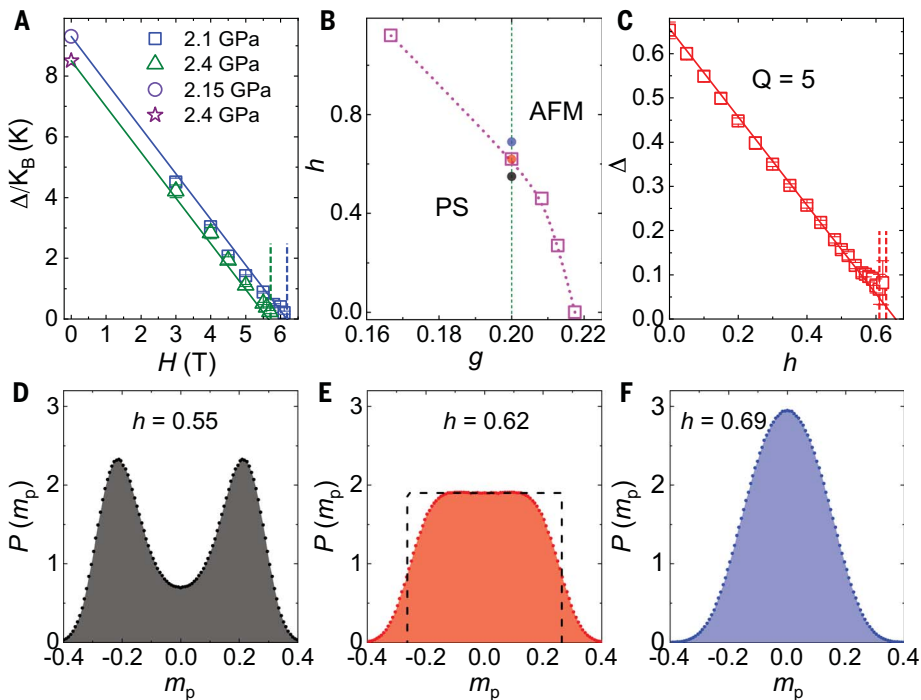 A
2.1 GPa
2.4 GPa
2.15 GPa
2.4 GPa
Δ/K_B (K)
8
6
4
2
0
0 1 2 3 4 5 6
H (T)
B
AFM
PS
h
0.8
0.4
0.0
0.16 0.18 0.20 0.22
g
C
Q = 5
Δ
0.6
0.5
0.4
0.3
0.2
0.1
0.0
0.0 0.2 0.4 0.6
h
D
h = 0.55
P (m_p)
3
2
1
0
-0.4 -0.2 0.0 0.2 0.4
m_p
E
h = 0.62
P (m_p)
3
2
1
0
-0.4 -0.2 0.0 0.2 0.4
m_p
F
h = 0.69
P (m_p)
3
2
1
0
-0.4 -0.2 0.0 0.2 0.4
m_p